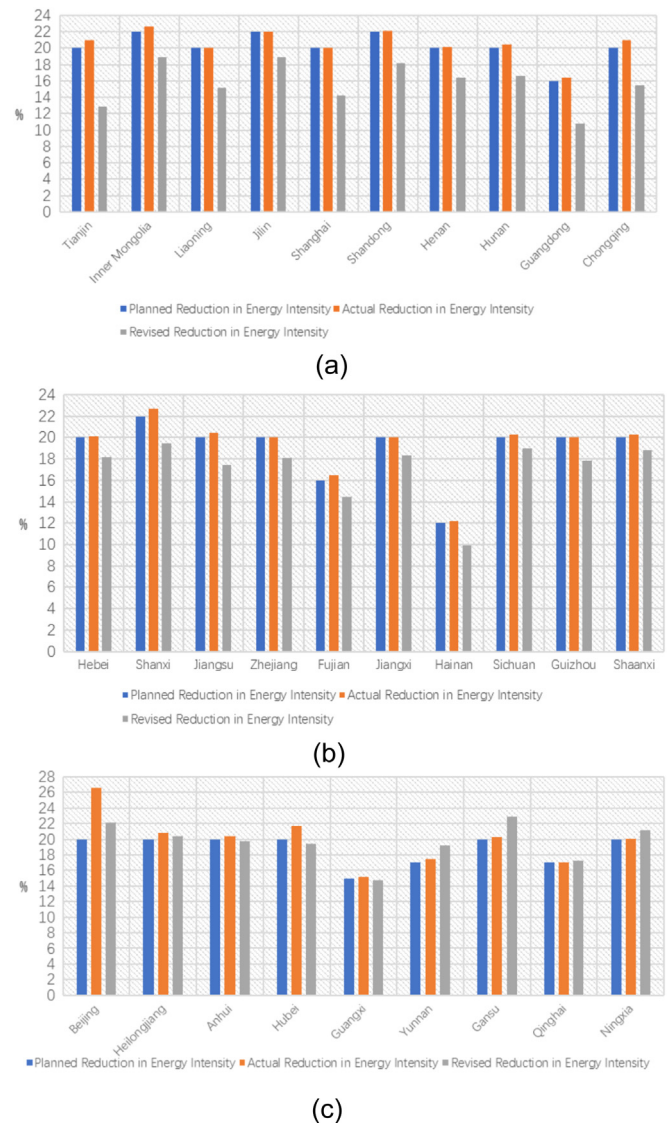 24
22
20
18
16
14
%
12
10
8
6
4
2
0
Tianjin
Inner Mongolia
Liaoning
Jilin
Shanghai
Shandong
Henan
Hunan
Guangdong
Chongqing
Planned Reduction in Energy Intensity Actual Reduction in Energy Intensity
Revised Reduction in Energy Intensity
(a)
24
22
20
18
16
14
%
12
10
8
6
4
2
0
Hebei Shanxi Jiangsu Zhejiang Fujian Jiangxi Hainan Sichuan Guizhou Shaanxi
Planned Reduction in Energy Intensity Actual Reduction in Energy Intensity
Revised Reduction in Energy Intensity
(b)
28
26
24
22
20
18
16
%
14
12
10
8
6
4
2
0
Beijing
Heilongjiang
Anhui
Hubei
Guangxi
Yunnan
Gansu
Qinghai
Ningxia
Planned Reduction in Energy Intensity Actual Reduction in Energy Intensity Revised Reduction in Energy Intensity
(c)